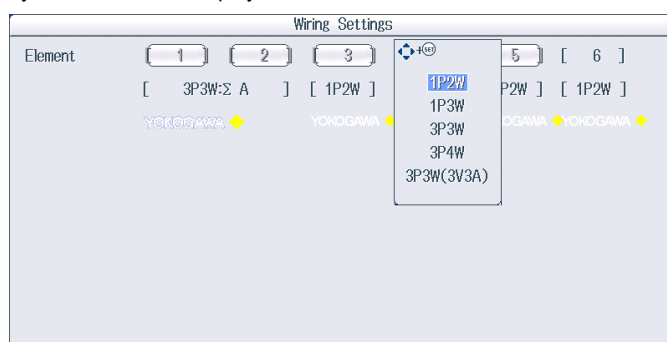 Wiring Settings
Element [ 1 ] [ 2 ] [ 3 ] 5 ] [ 6 ]
[ 3P3W:Σ A ] [ 1P2W ] P2W ] [ 1P2W ]
YOKOGAWA YOKOGAWA OGAWA YOKOGAWA
+SET
1P2W
1P3W
3P3W
3P4W
3P3W(3V3A)